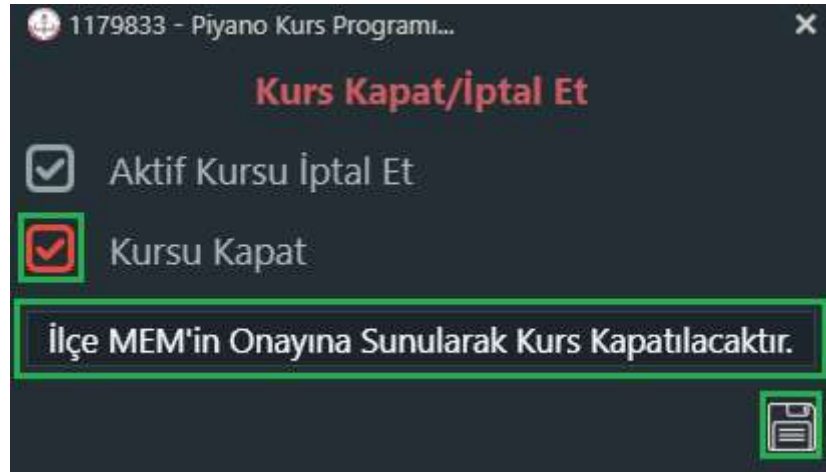 1179833 - Piyano Kurs Programı...
Kurs Kapat/İptal Et
Aktif Kursu İptal Et
Kursu Kapat
İlçe MEM'in Onayına Sunularak Kurs Kapatılacaktır.